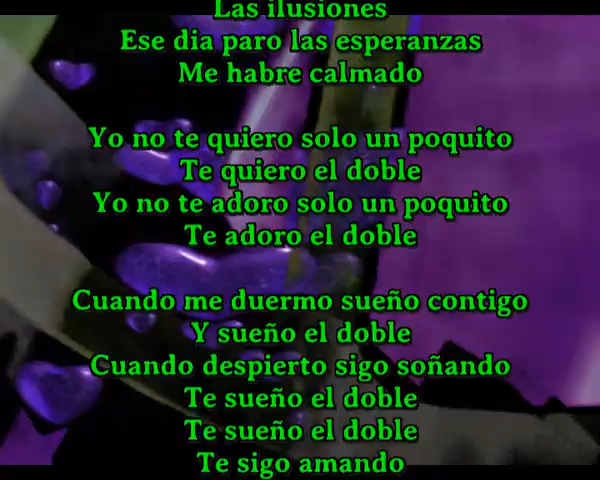 Las ilusiones
Ese dia paro las esperanzas
Me habre calmado
Yo no te quiero solo un poquito
Te quiero el doble
Yo no te adoro solo un poquito
Te adoro el doble
Cuando me duermo sueño contigo
Y sueño el doble
Cuando despierto sigo soñando
Te sueño el doble
Te sueño el doble
Te sigo amando